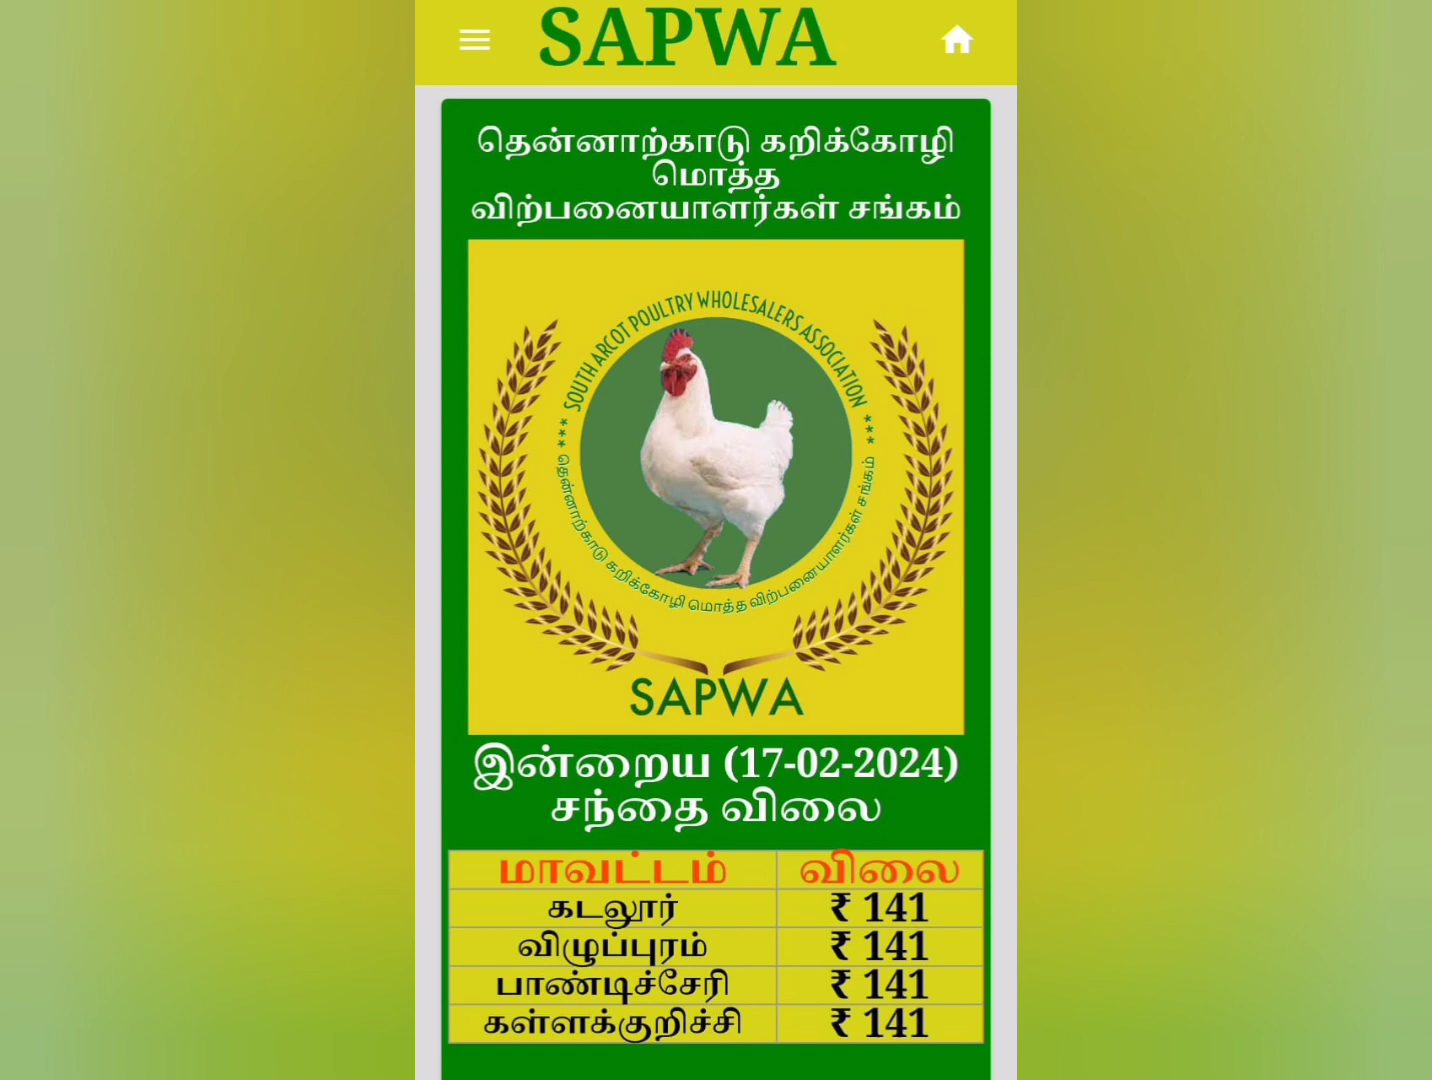 SAPWA
தென்னாற்காடு கறிக்கோழி
மொத்த
விற்பனையாளர்கள் சங்கம்
*** SOUTH ARCOT POULTRY WHOLESALERS ASSOCIATION ***
தென்னாற்காடு கறிக்கோழி மொத்த விற்பனையாளர்கள் சங்கம்
SAPWA
இன்றைய (17-02-2024)
சந்தை விலை
மாவட்டம் விலை
கடலூர் ₹ 141
விழுப்புரம் ₹ 141
பாண்டிச்சேரி ₹ 141
கள்ளக்குறிச்சி ₹ 141